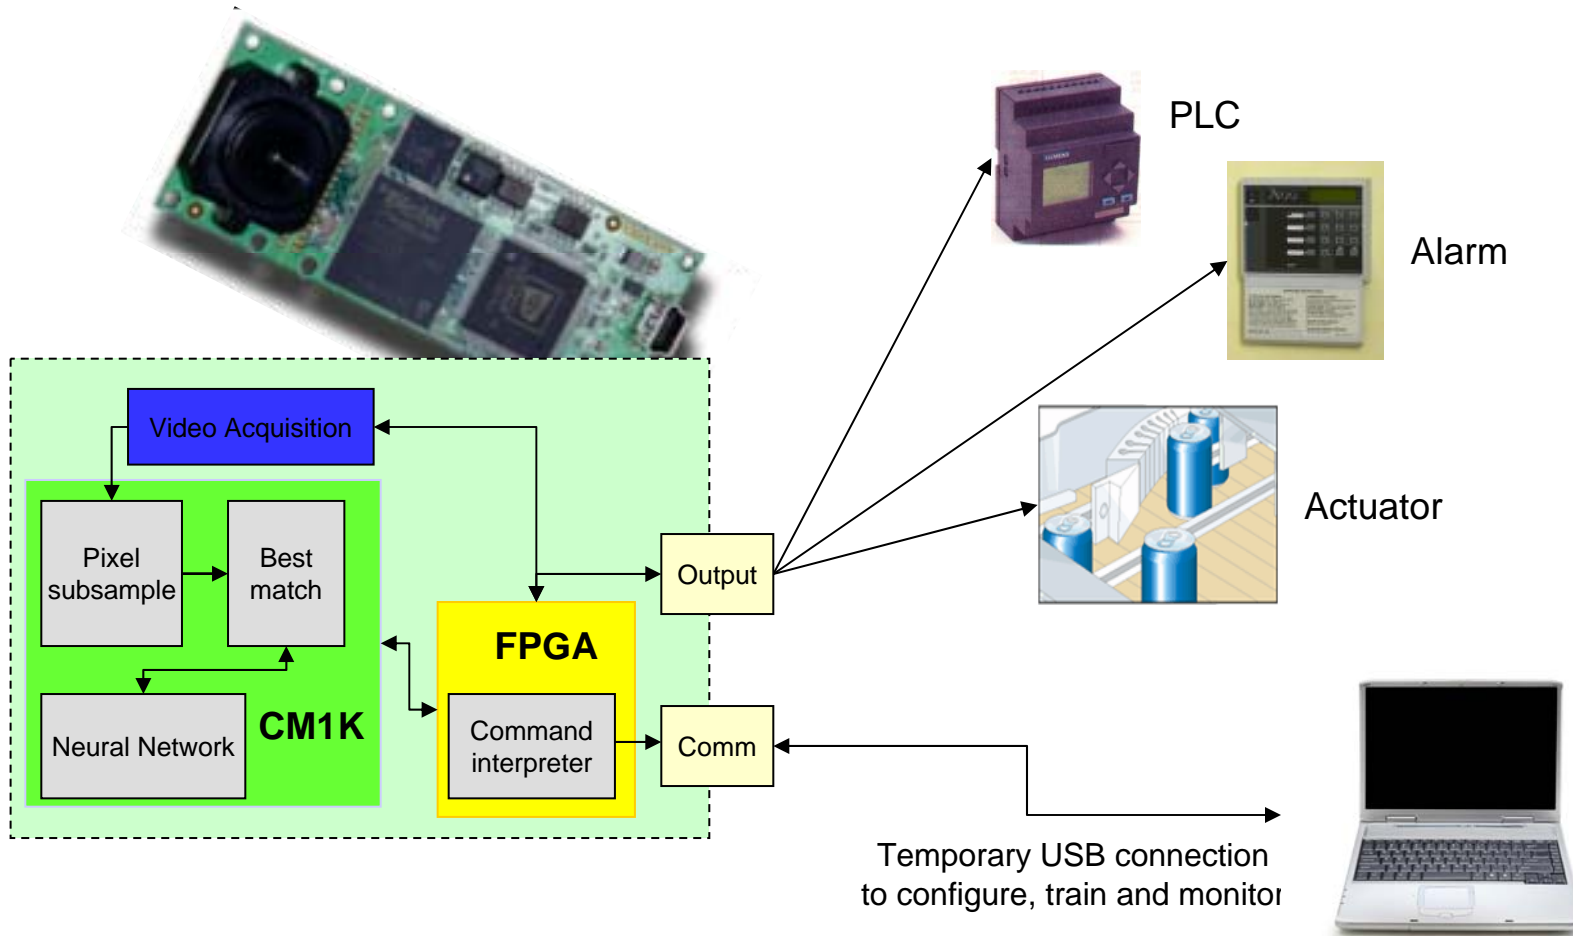 PLC
SIEMENS
Alarm
Video Acquisition
Pixel
subsample
Best
match
Output
Actuator
FPGA
Neural Network
CM1K
Command
interpreter
Comm
Temporary USB connection
to configure, train and monitor